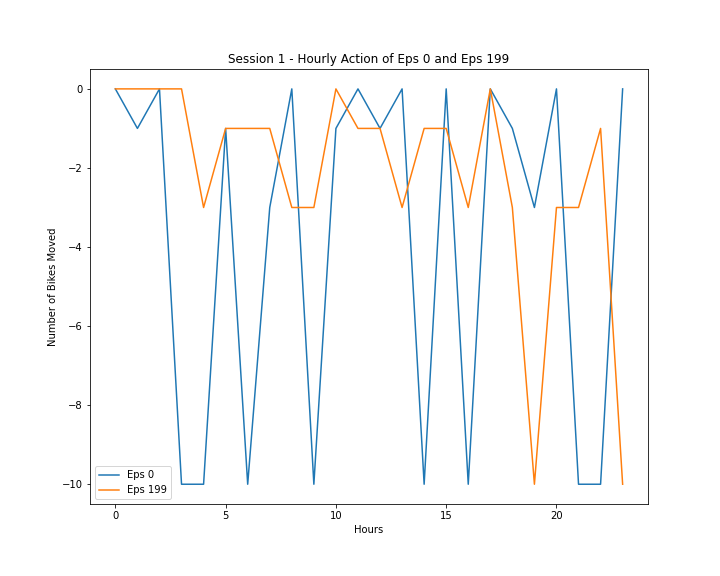 Session 1 - Hourly Action of Eps 0 and Eps 199
0
−2
−4
−6
−8
−10
Number of Bikes Moved
Eps 0
Eps 199
0 5 10 15 20
Hours